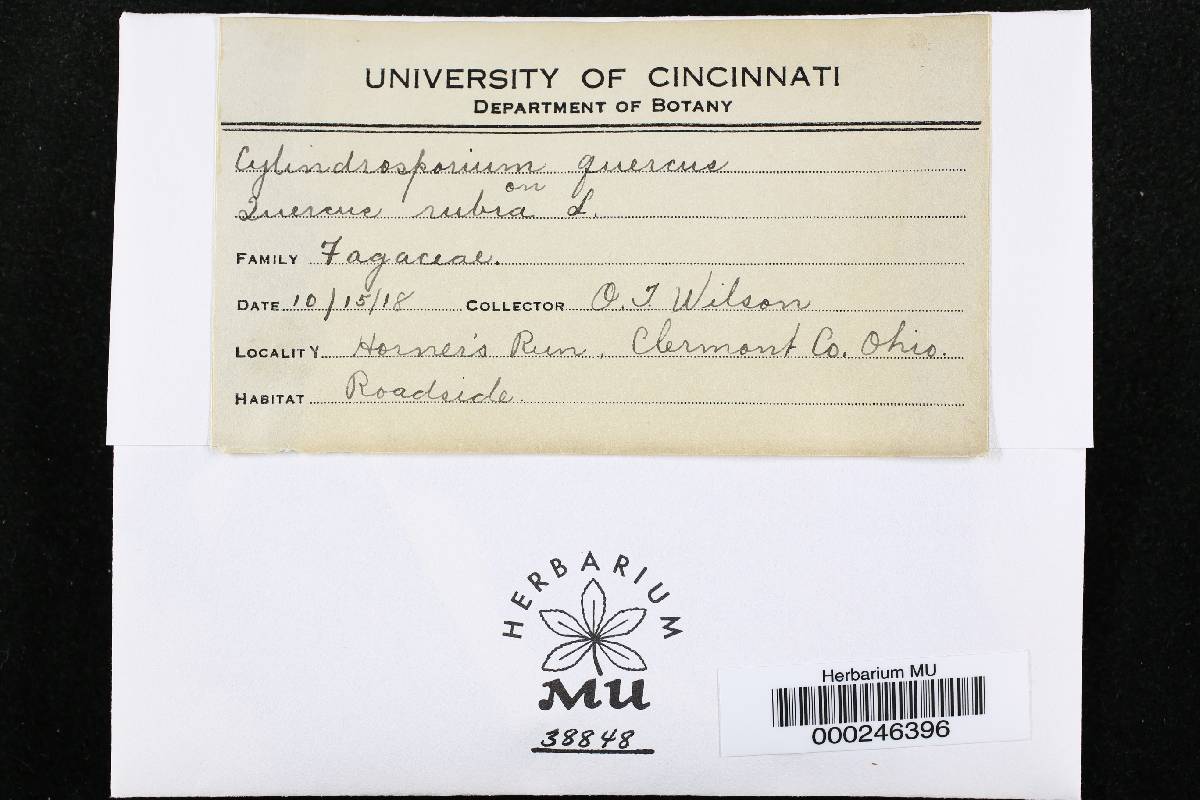 UNIVERSITY OF CINCINNATI
DEPARTMENT OF BOTANY
Cylindrosporium quercus
on
Quercus rubra L.
FAMILY Fagaceae.
DATE 10/15/18 COLLECTOR O. T. Wilson
LOCALITY Horner's Run, Clermont Co. Ohio.
HABITAT Roadside.
HERBARIUM
MU
38848
Herbarium MU
000246396